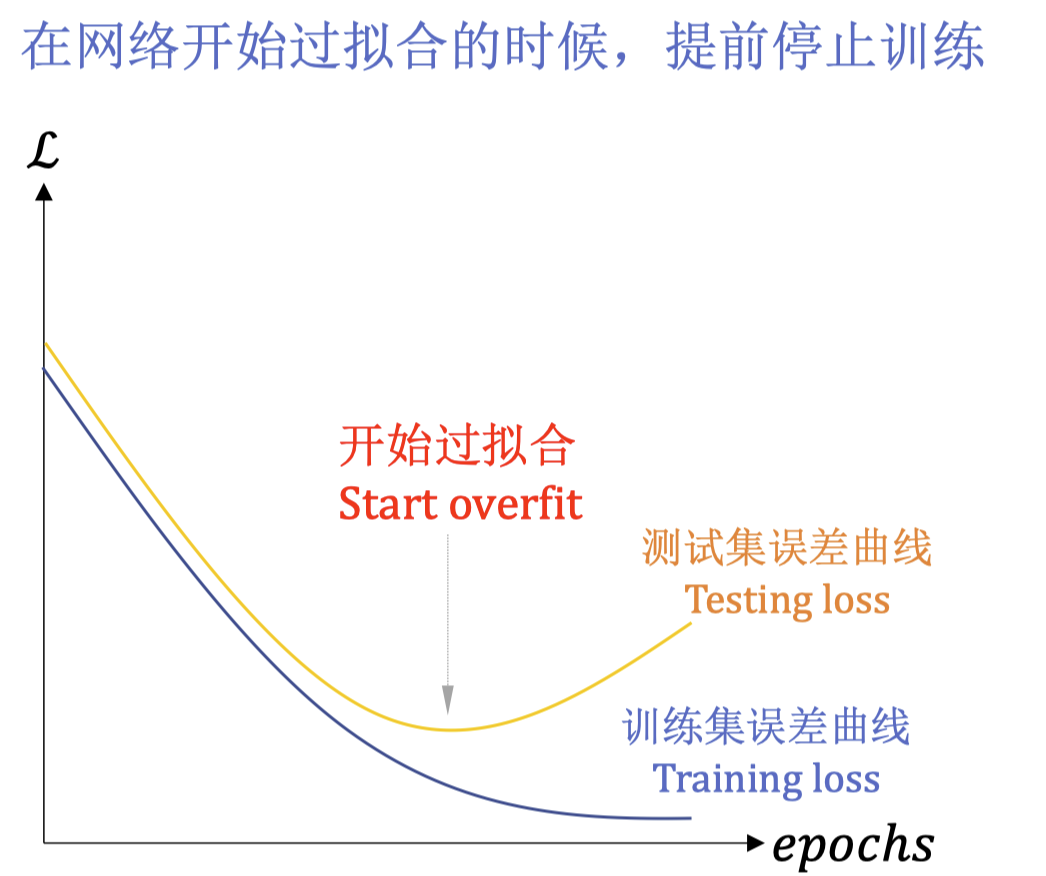 在网络开始过拟合的时候，提前停止训练
ℒ
开始过拟合
Start overfit
测试集误差曲线
Testing loss
训练集误差曲线
Training loss
epochs